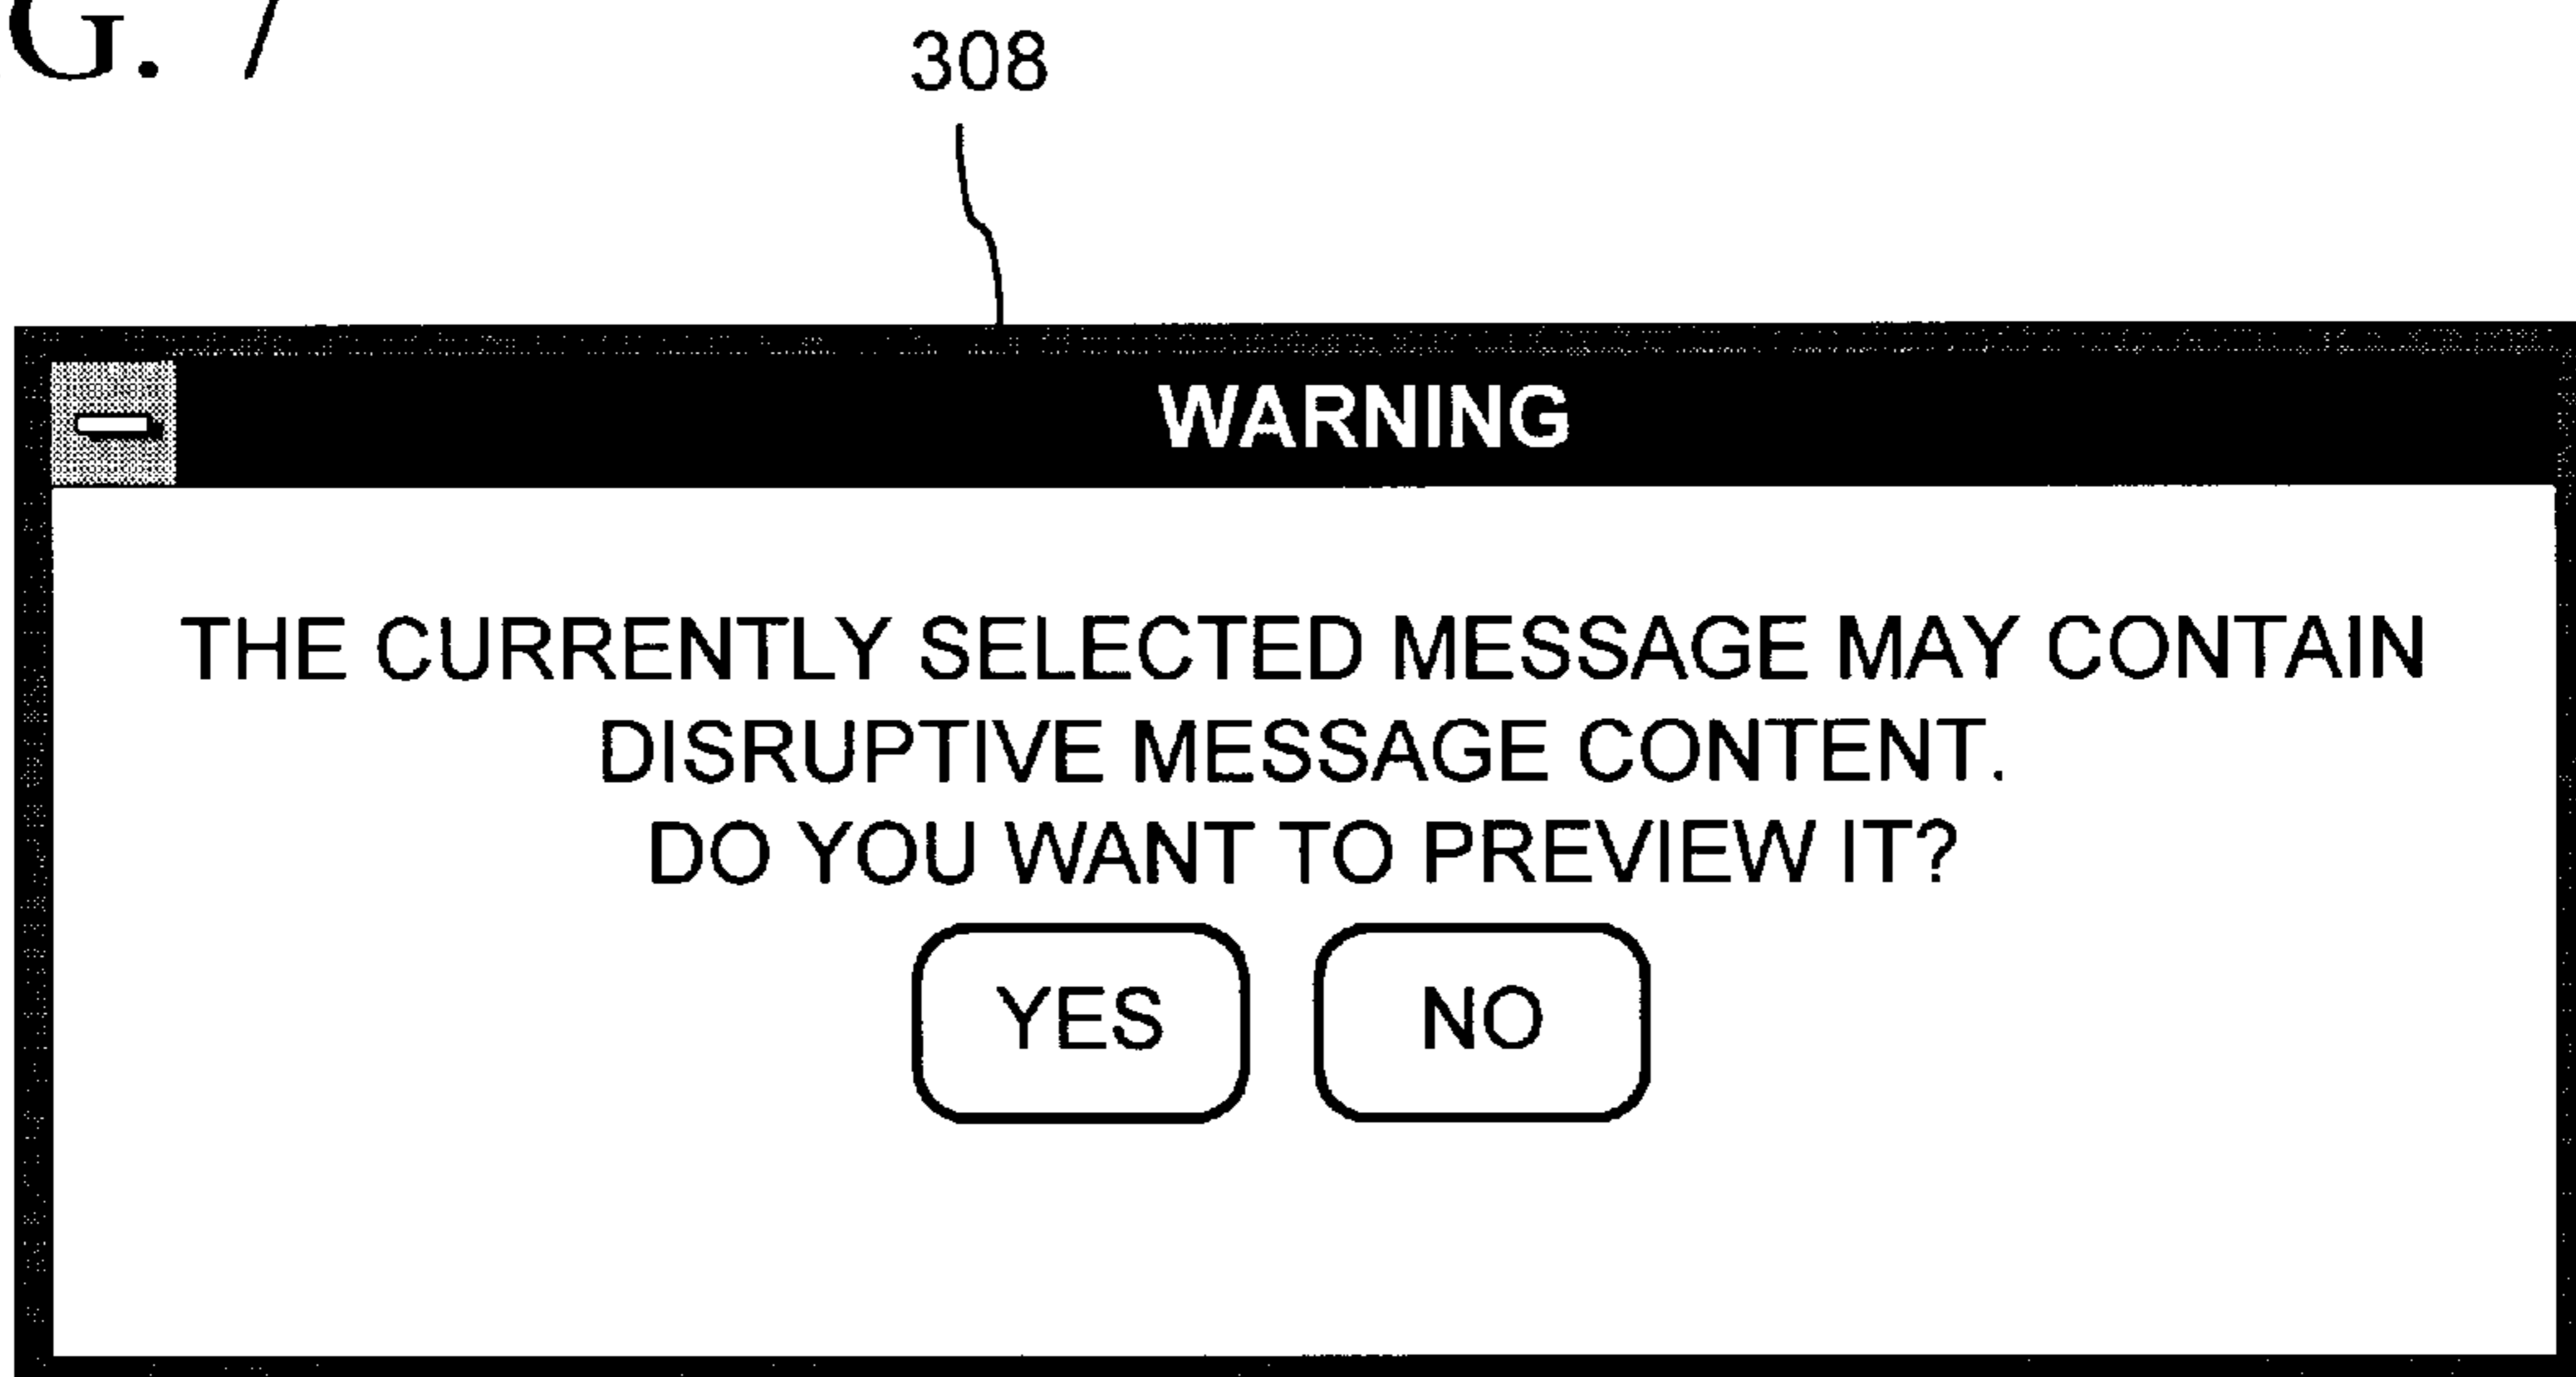 G. 7
308
WARNING
THE CURRENTLY SELECTED MESSAGE MAY CONTAIN
DISRUPTIVE MESSAGE CONTENT.
DO YOU WANT TO PREVIEW IT?
YES NO